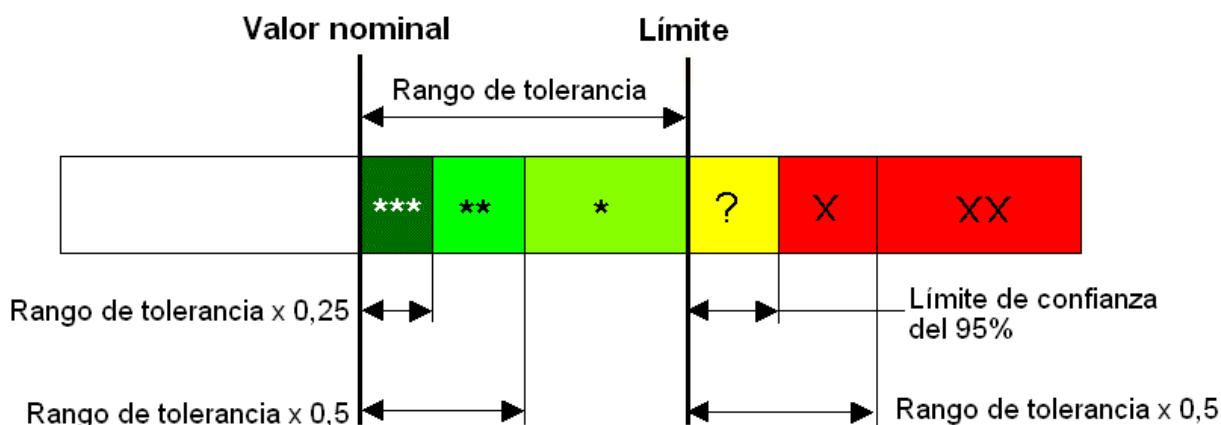 Valor nominal
Límite
Rango de tolerancia
***
**
*
?
X
XX
Rango de tolerancia x 0,25
Límite de confianza
del 95%
Rango de tolerancia x 0,5
Rango de tolerancia x 0,5